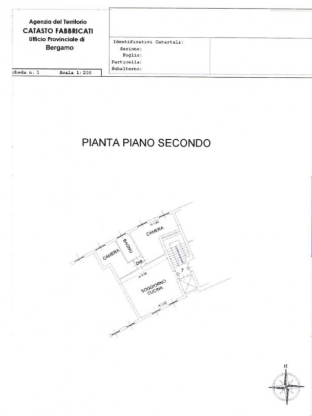 Agenzia del Territorio
CATASTO FABBRICATI
Ufficio Provinciale di
Bergamo
Identificativi Catastali:
Sezione:
Foglio:
Particella:
Subalterno:
Scheda n. 1 Scala 1:200
PIANTA PIANO SECONDO
CAMERA
BAGNO
CAMERA
DIS.
SOGGIORNO
CUCINA
N